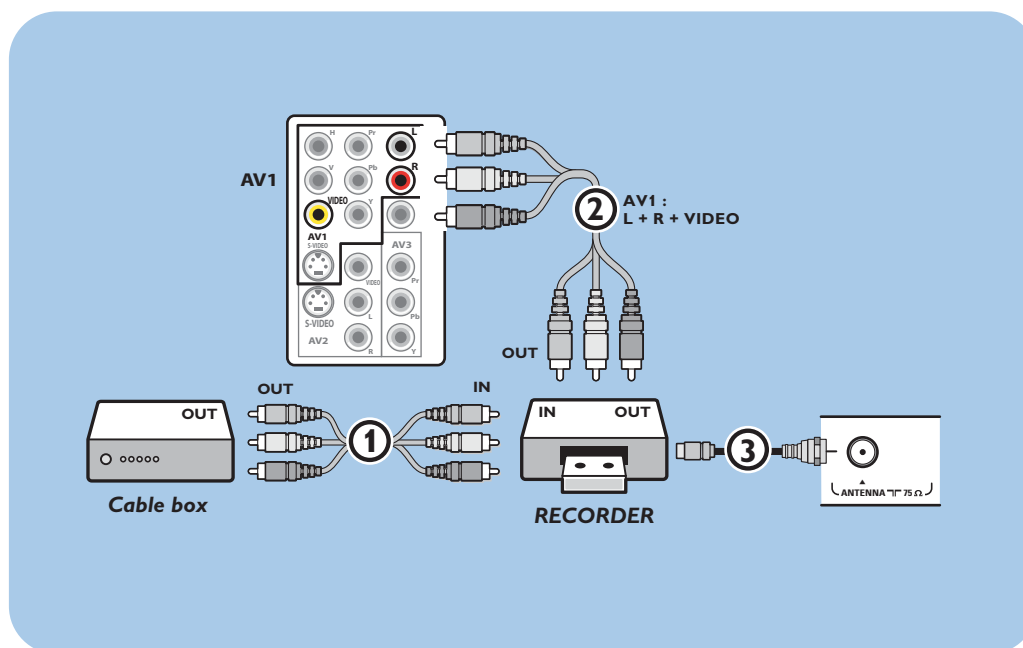 H
Pr
L
AV1
V
Pb
R
VIDEO
Y
AV1
S-VIDEO
AV3
VIDEO
Pr
S-VIDEO
L
Pb
AV2
R
Y
2
AV1 :
L + R + VIDEO
OUT
OUT
IN
OUT
1
IN OUT
3
ANTENNA 75 Ω
Cable box
RECORDER